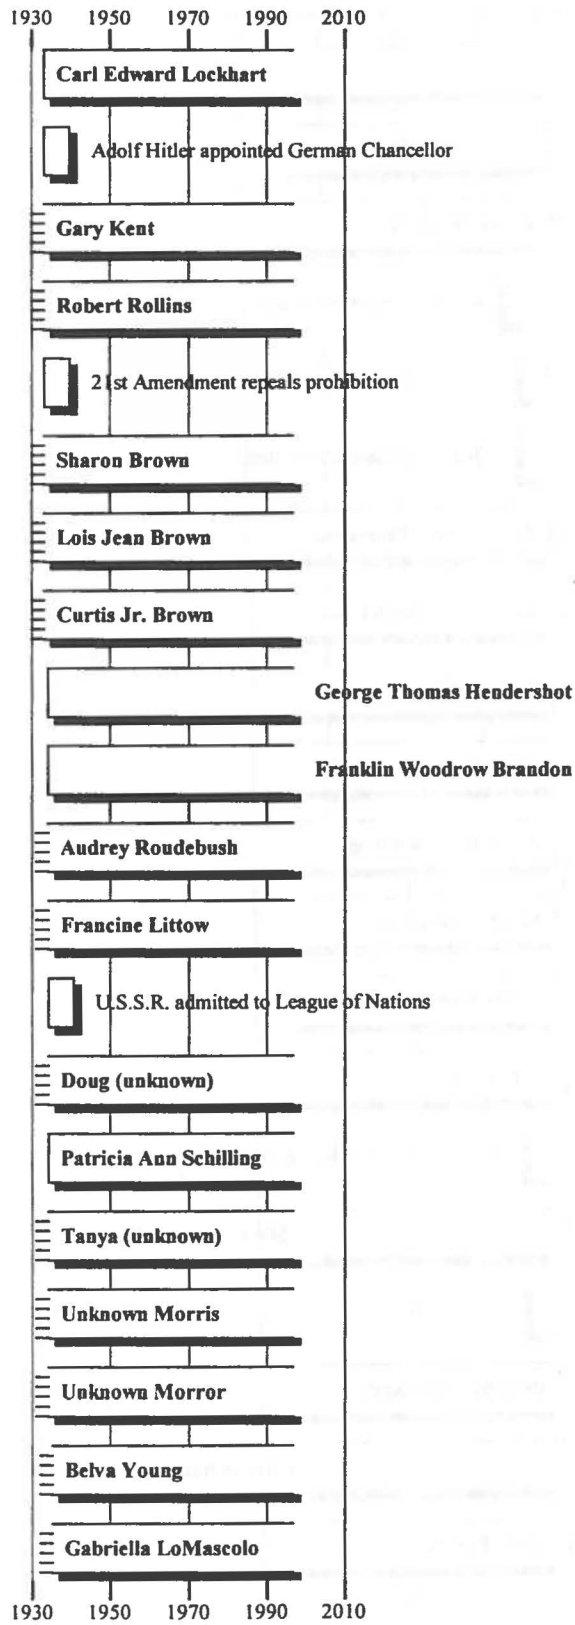 1930 1950 1970 1990 2010
Carl Edward Lockhart
Adolf Hitler appointed German Chancellor
Gary Kent
Robert Rollins
21st Amendment repeals prohibition
Sharon Brown
Lois Jean Brown
Curtis Jr. Brown
George Thomas Hendershot
Franklin Woodrow Brandon
Audrey Roudebush
Francine Littow
U.S.S.R. admitted to League of Nations
Doug (unknown)
Patricia Ann Schilling
Tanya (unknown)
Unknown Morris
Unknown Morror
Belva Young
Gabriella LoMascolo
1930 1950 1970 1990 2010